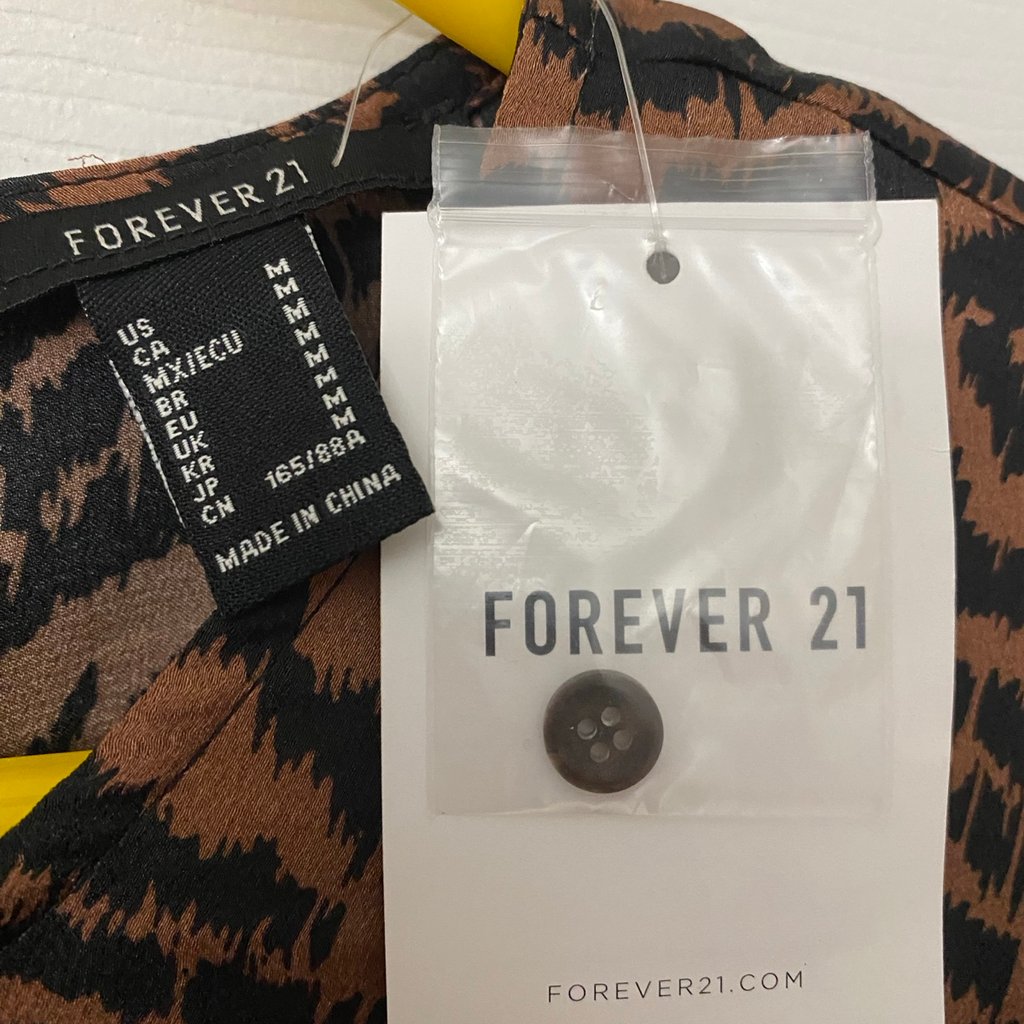 FOREVER 21
US M
CA M
MX/ECU M
BR M
EU M
UK M
KR M
JP M
CN 165/88A
MADE IN CHINA
FOREVER 21
FOREVER21.COM